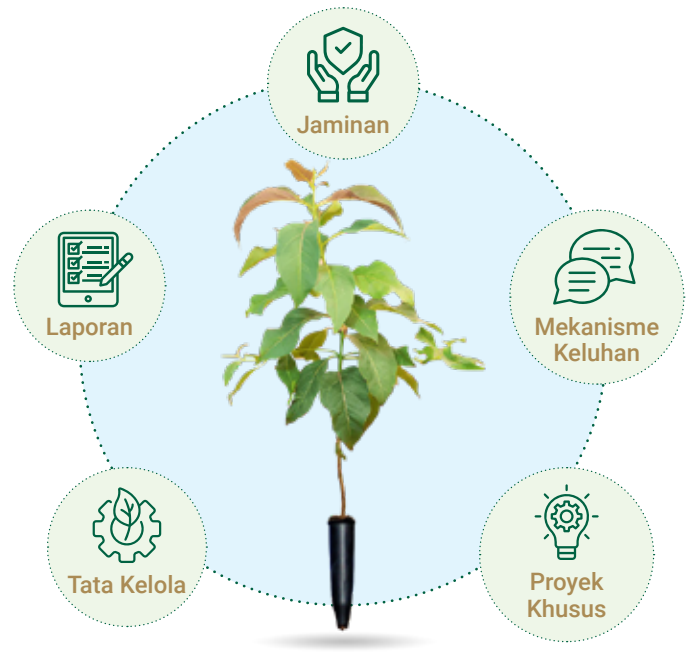 Jaminan
Laporan
Mekanisme
Keluhan
Tata Kelola
Proyek
Khusus